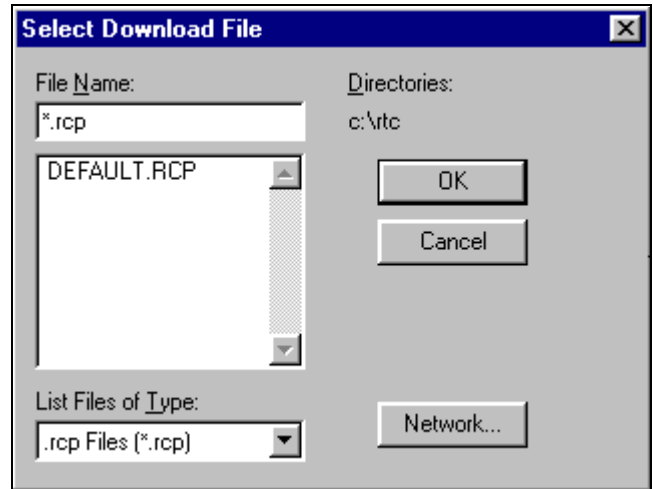 Select Download File
File Name:
Directories:
*.rcp
c:\rtc
DEFAULT.RCP
OK
Cancel
List Files of Type:
.rcp Files (*.rcp)
Network...